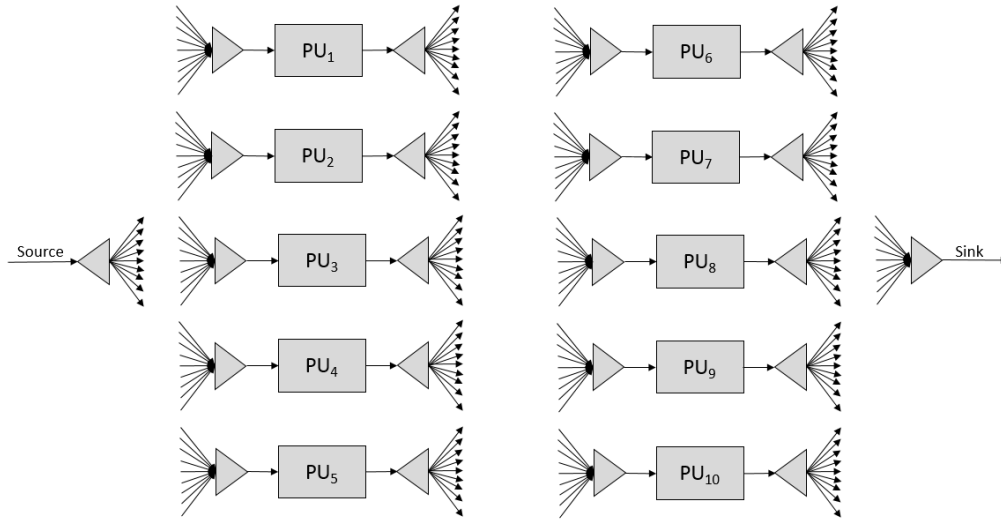 PU₁
PU₆
PU₂
PU₇
Source
PU₃
PU₈
Sink
PU₄
PU₉
PU₅
PU₁₀